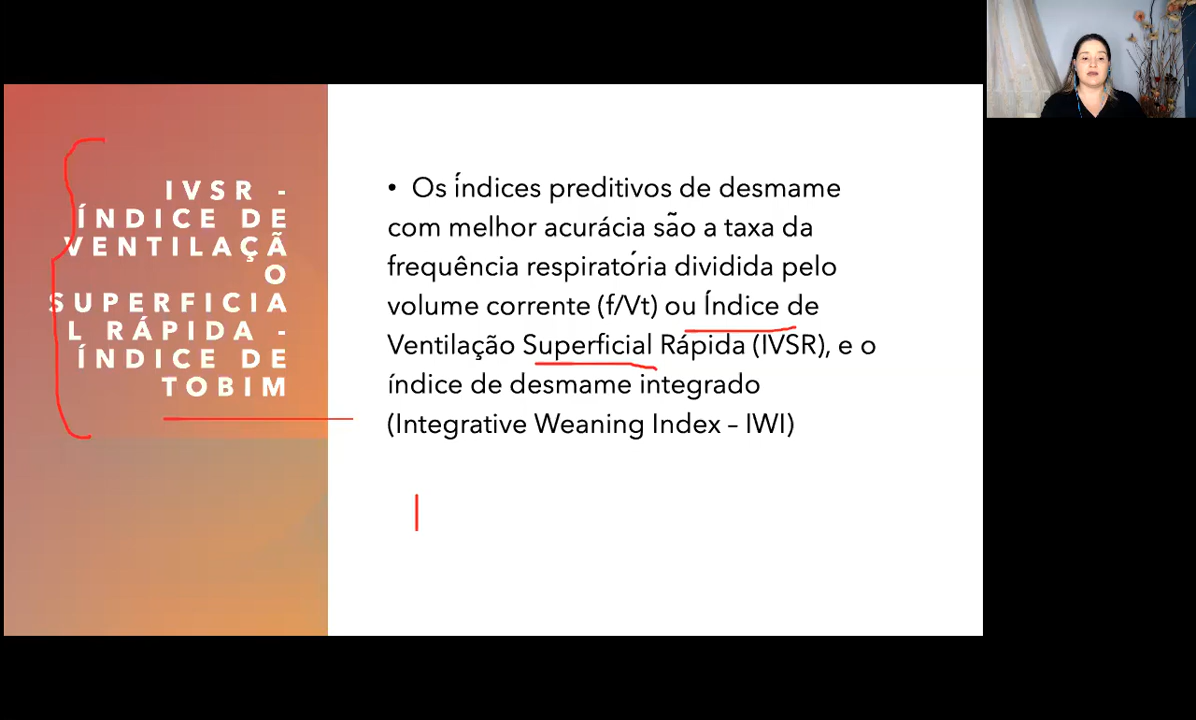 IVSR -
ÍNDICE DE
VENTILAÇÃ
O
SUPERFICIA
L RÁPIDA -
ÍNDICE DE
TOBIM
• Os índices preditivos de desmame
com melhor acurácia são a taxa da
frequência respiratória dividida pelo
volume corrente (f/Vt) ou Índice de
Ventilação Superficial Rápida (IVSR), e o
índice de desmame integrado
(Integrative Weaning Index – IWI)